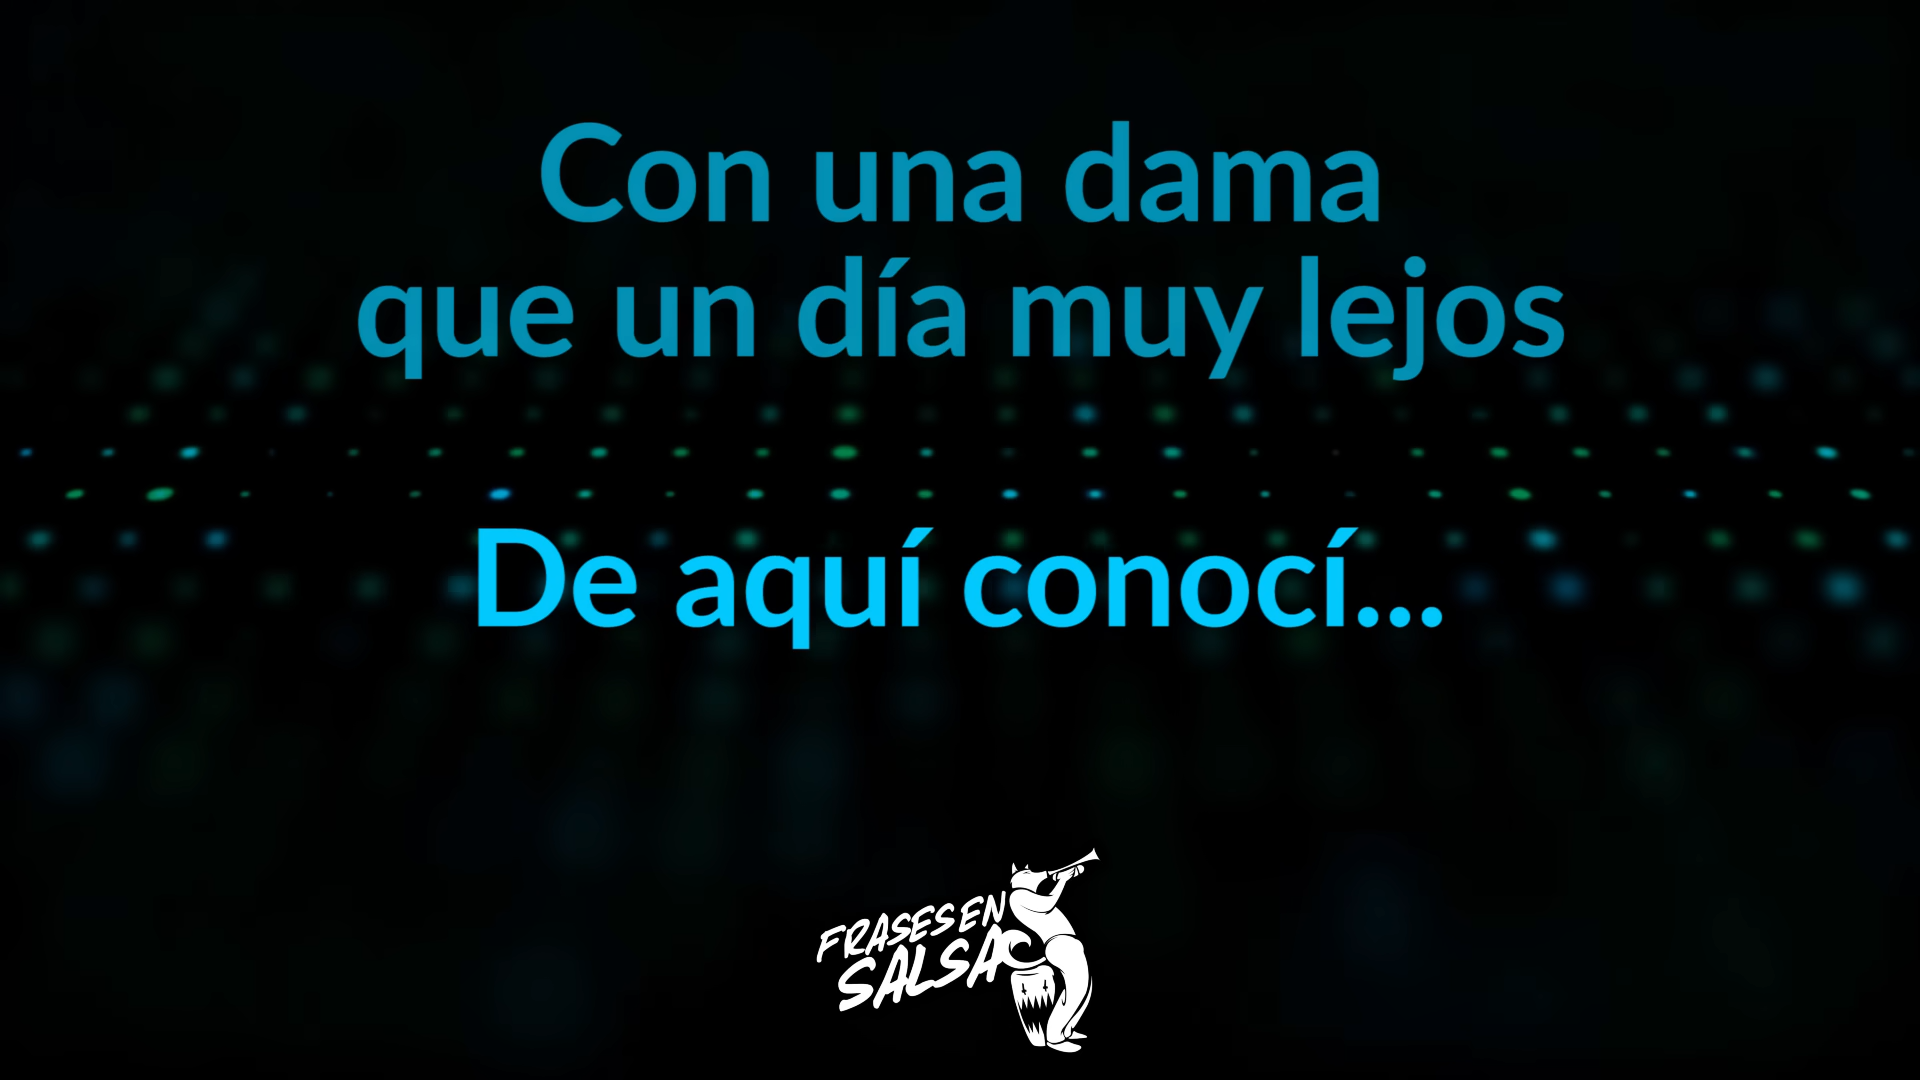 Con una dama
que un día muy lejos
De aquí conocí...
FRASES EN
SALSA